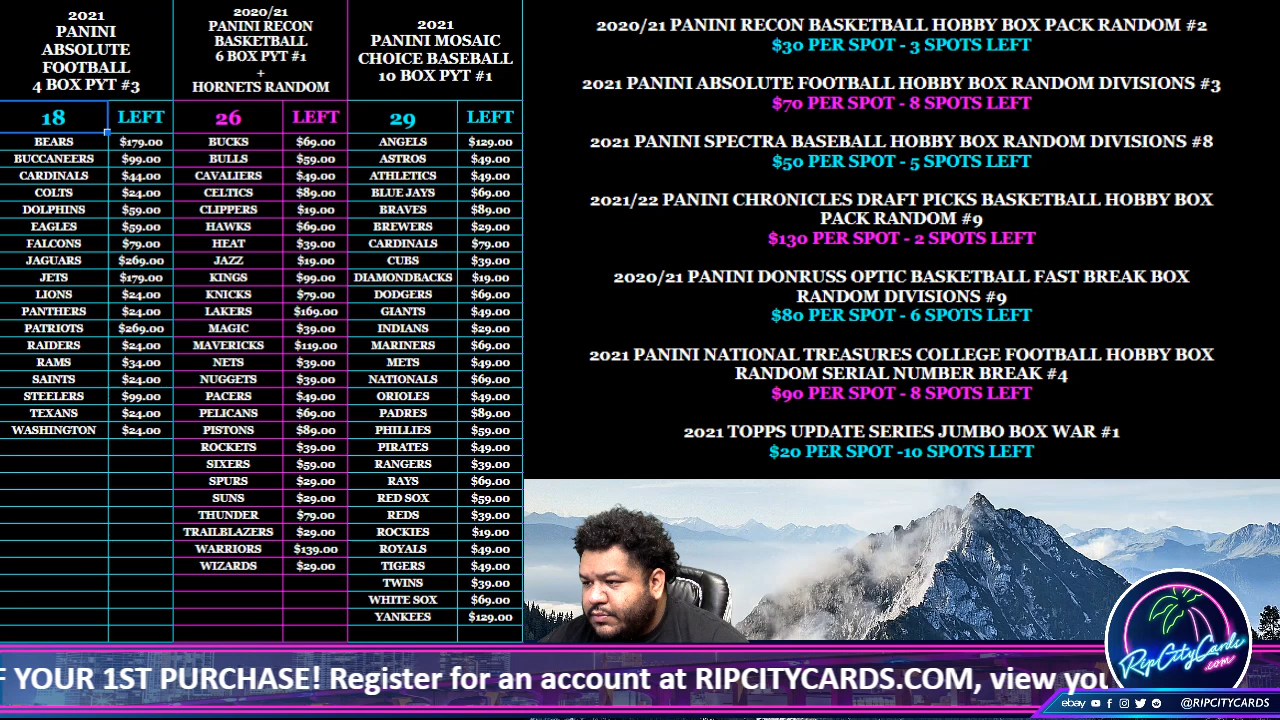 2021
PANINI
ABSOLUTE
FOOTBALL
4 BOX PYT #3
18 LEFT
BEARS $179.00
BUCCANEERS $99.00
CARDINALS $44.00
COLTS $24.00
DOLPHINS $59.00
EAGLES $59.00
FALCONS $79.00
JAGUARS $269.00
JETS $179.00
LIONS $24.00
PANTHERS $24.00
PATRIOTS $269.00
RAIDERS $24.00
RAMS $34.00
SAINTS $24.00
STEELERS $99.00
TEXANS $24.00
WASHINGTON $24.00
2020/21
PANINI RECON
BASKETBALL
6 BOX PYT #1
+
HORNETS RANDOM
26 LEFT
BUCKS $69.00
BULLS $59.00
CAVALIERS $49.00
CELTICS $89.00
CLIPPERS $19.00
HAWKS $69.00
HEAT $39.00
JAZZ $19.00
KINGS $99.00
KNICKS $79.00
LAKERS $169.00
MAGIC $39.00
MAVERICKS $119.00
NETS $39.00
NUGGETS $39.00
PACERS $49.00
PELICANS $69.00
PISTONS $89.00
ROCKETS $39.00
SIXERS $59.00
SPURS $29.00
SUNS $29.00
THUNDER $79.00
TRAILBLAZERS $29.00
WARRIORS $139.00
WIZARDS $29.00
2021
PANINI MOSAIC
CHOICE BASEBALL
10 BOX PYT #1
29 LEFT
ANGELS $129.00
ASTROS $49.00
ATHLETICS $49.00
BLUE JAYS $69.00
BRAVES $89.00
BREWERS $29.00
CARDINALS $79.00
CUBS $39.00
DIAMONDBACKS $19.00
DODGERS $69.00
GIANTS $49.00
INDIANS $29.00
MARINERS $69.00
METS $49.00
NATIONALS $69.00
ORIOLES $49.00
PADRES $89.00
PHILLIES $59.00
PIRATES $49.00
RANGERS $39.00
RAYS $69.00
RED SOX $59.00
REDS $39.00
ROCKIES $19.00
ROYALS $49.00
TIGERS $49.00
TWINS $39.00
WHITE SOX $69.00
YANKEES $129.00
2020/21 PANINI RECON BASKETBALL HOBBY BOX PACK RANDOM #2
$30 PER SPOT - 3 SPOTS LEFT
2021 PANINI ABSOLUTE FOOTBALL HOBBY BOX RANDOM DIVISIONS #3
$70 PER SPOT - 8 SPOTS LEFT
2021 PANINI SPECTRA BASEBALL HOBBY BOX RANDOM DIVISIONS #8
$50 PER SPOT - 5 SPOTS LEFT
2021/22 PANINI CHRONICLES DRAFT PICKS BASKETBALL HOBBY BOX
PACK RANDOM #9
$130 PER SPOT - 2 SPOTS LEFT
2020/21 PANINI DONRUSS OPTIC BASKETBALL FAST BREAK BOX
RANDOM DIVISIONS #9
$80 PER SPOT - 6 SPOTS LEFT
2021 PANINI NATIONAL TREASURES COLLEGE FOOTBALL HOBBY BOX
RANDOM SERIAL NUMBER BREAK #4
$90 PER SPOT - 8 SPOTS LEFT
2021 TOPPS UPDATE SERIES JUMBO BOX WAR #1
$20 PER SPOT -10 SPOTS LEFT
F YOUR 1ST PURCHASE! Register for an account at RIPCITYCARDS.COM, view you
RipCityCards
.com
ebay @RIPCITYCARDS